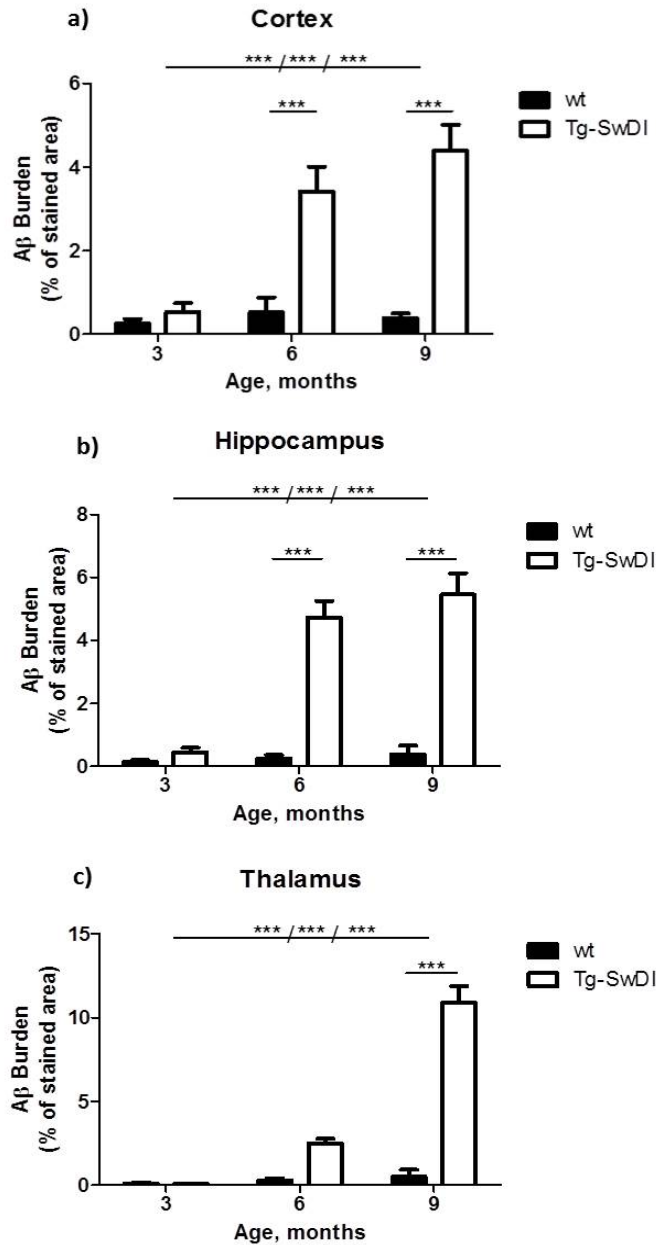 a)
Cortex
*** / *** / ***
6
4
2
0
*** ***
wt
Tg-SwDI
Aβ Burden
(% of stained area)
3 6 9
Age, months
b)
Hippocampus
*** / *** / ***
8
6
4
2
0
*** ***
wt
Tg-SwDI
Aβ Burden
(% of stained area)
3 6 9
Age, months
c)
Thalamus
*** / *** / ***
15
10
5
0
***
wt
Tg-SwDI
Aβ Burden
(% of stained area)
3 6 9
Age, months